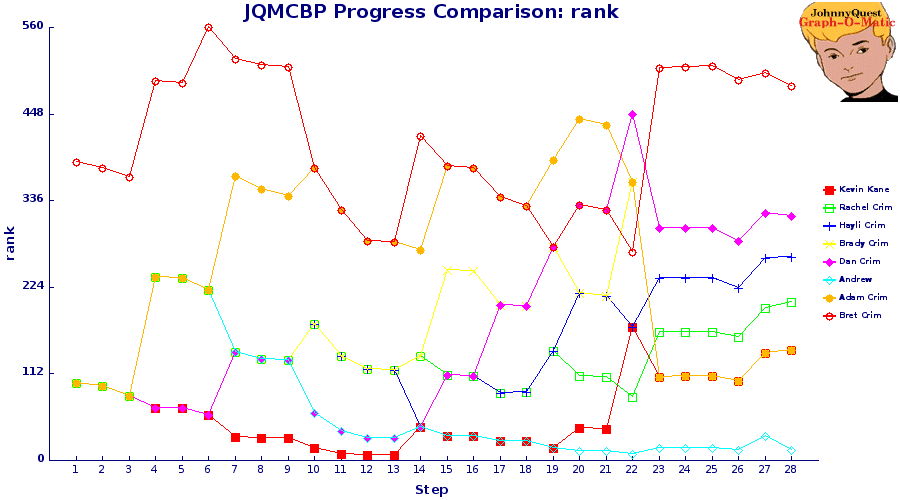 JQMCBP Progress Comparison: rank
JohnnyQuest
Graph-O-Matic
560
448
336
224
112
0
rank
1 2 3 4 5 6 7 8 9 10 11 12 13 14 15 16 17 18 19 20 21 22 23 24 25 26 27 28
Step
Kevin Kane
Rachel Crim
Hayli Crim
Brady Crim
Dan Crim
Andrew
Adam Crim
Bret Crim